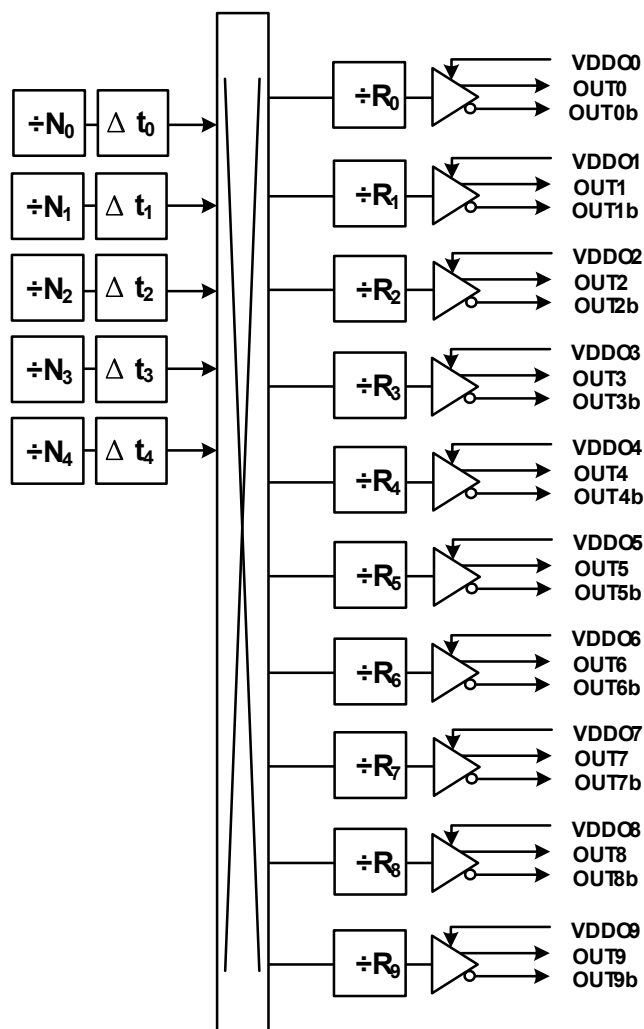 ÷N₀ Δ t₀
÷N₁ Δ t₁
÷N₂ Δ t₂
÷N₃ Δ t₃
÷N₄ Δ t₄
÷R₀
VDDO0
OUT0
OUT0b
÷R₁
VDDO1
OUT1
OUT1b
÷R₂
VDDO2
OUT2
OUT2b
÷R₃
VDDO3
OUT3
OUT3b
÷R₄
VDDO4
OUT4
OUT4b
÷R₅
VDDO5
OUT5
OUT5b
÷R₆
VDDO6
OUT6
OUT6b
÷R₇
VDDO7
OUT7
OUT7b
÷R₈
VDDO8
OUT8
OUT8b
÷R₉
VDDO9
OUT9
OUT9b